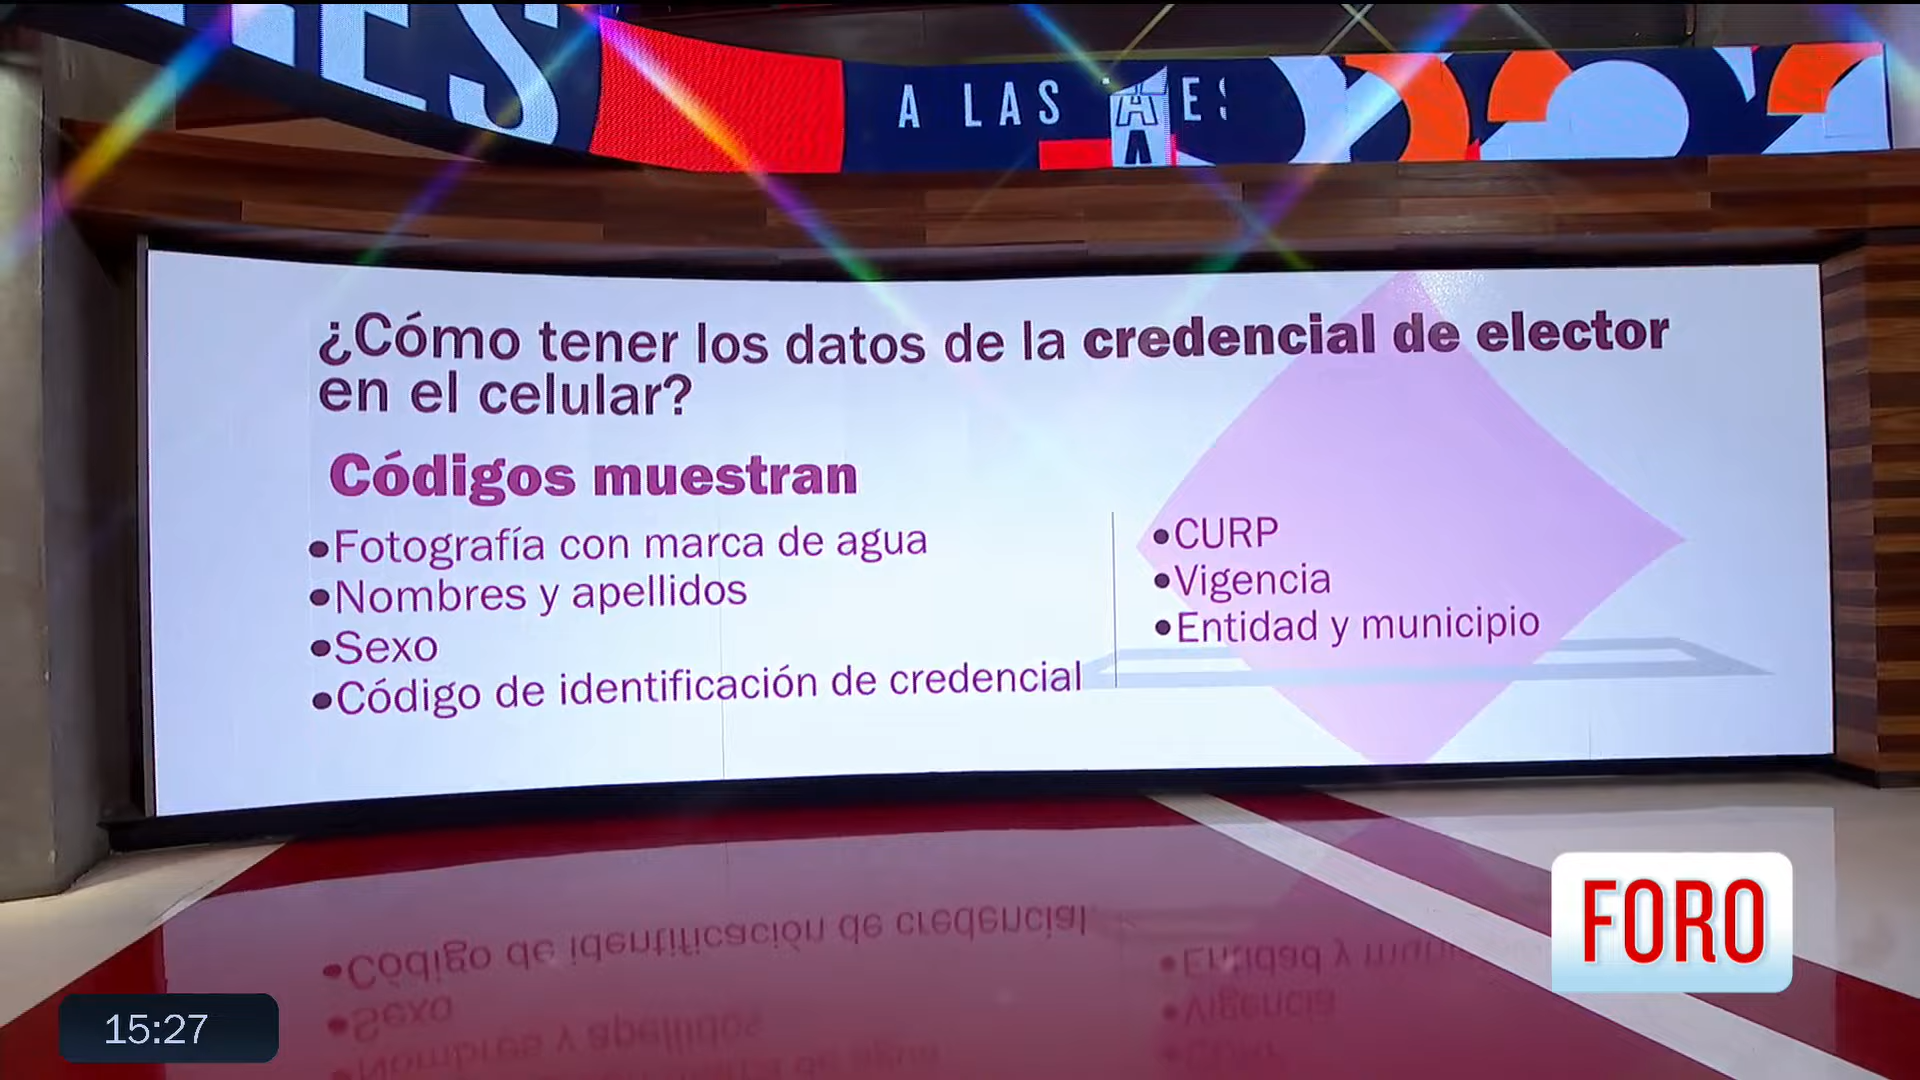 A LAS
¿Cómo tener los datos de la credencial de elector
en el celular?
Códigos muestran
•Fotografía con marca de agua
•Nombres y apellidos
•Sexo
•Código de identificación de credencial
•CURP
•Vigencia
•Entidad y municipio
FORO
15:27